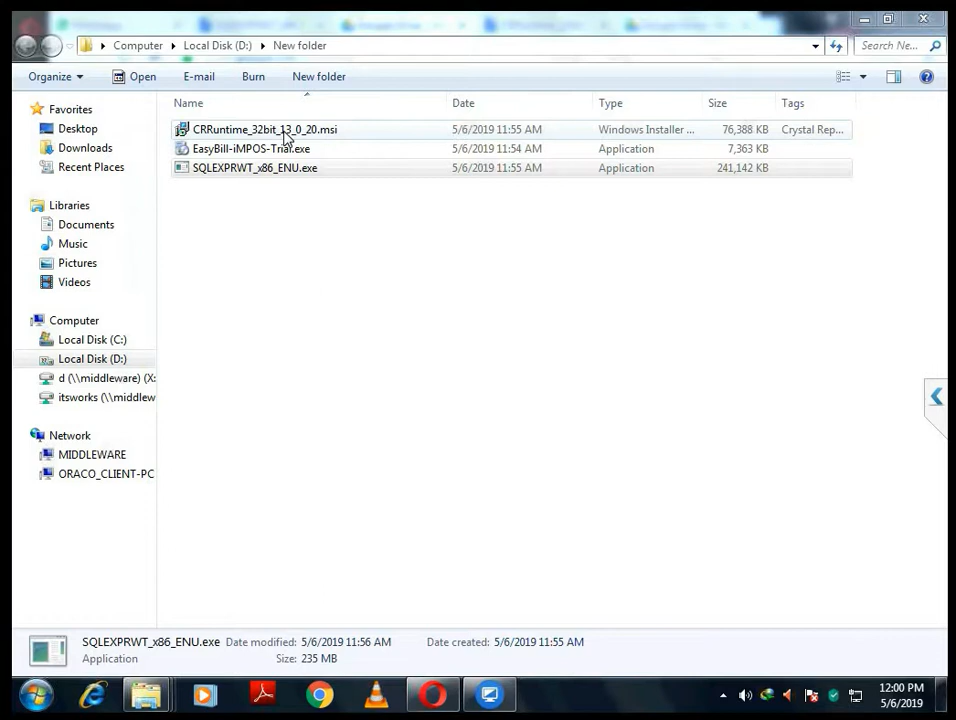 Computer Local Disk (D:) New folder
Search Ne...
Organize Open E-mail Burn New folder
Name Date Type Size Tags
Favorites
Desktop
Downloads
Recent Places
Libraries
Documents
Music
Pictures
Videos
Computer
Local Disk (C:)
Local Disk (D:)
d (\\middleware) (X:
itsworks (\\middlew
Network
MIDDLEWARE
ORACO_CLIENT-PC
CRRuntime_32bit_13_0_20.msi 5/6/2019 11:55 AM Windows Installer ... 76,388 KB Crystal Rep...
EasyBill-iMPOS-Trial.exe 5/6/2019 11:54 AM Application 7,363 KB
SQLEXPRWT_x86_ENU.exe 5/6/2019 11:55 AM Application 241,142 KB
SQLEXPRWT_x86_ENU.exe Date modified: 5/6/2019 11:56 AM Date created: 5/6/2019 11:55 AM
Application Size: 235 MB
12:00 PM
5/6/2019